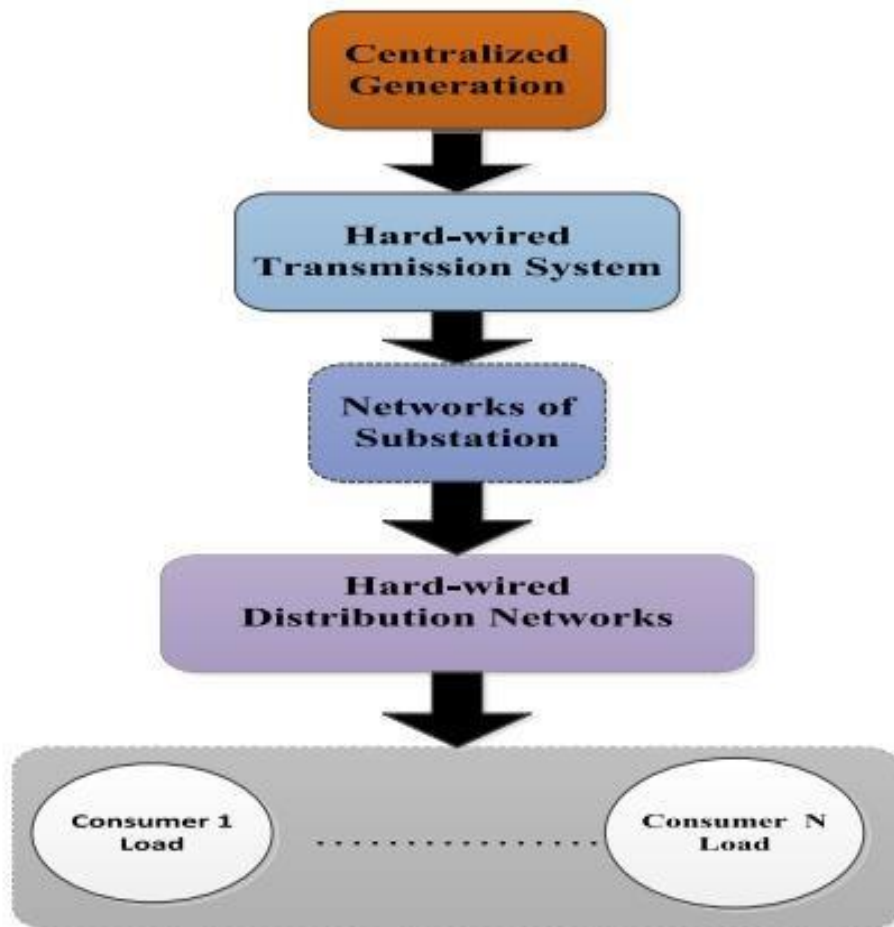 Centralized
Generation
Hard-wired
Transmission System
Networks of
Substation
Hard-wired
Distribution Networks
Consumer 1
Load
Consumer N
Load